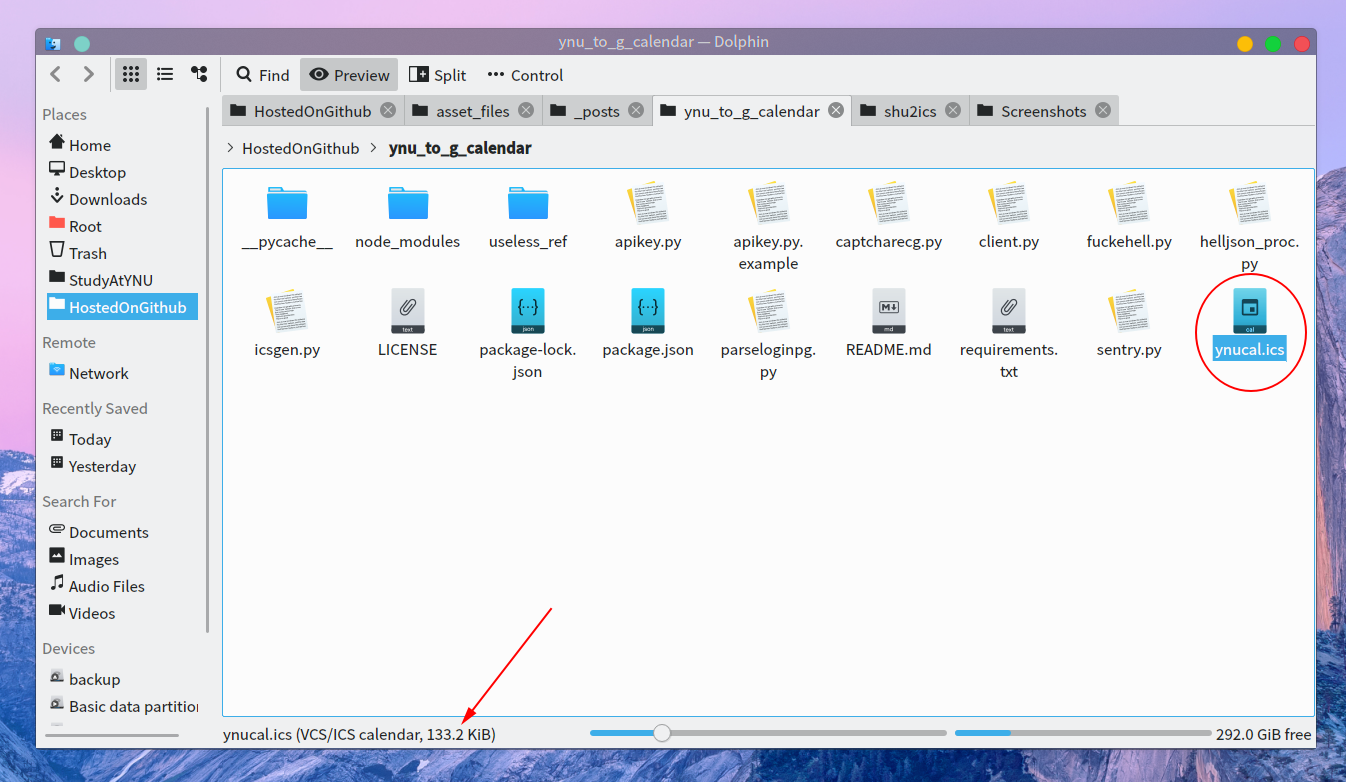 ynu_to_g_calendar — Dolphin
Find
Preview
Split
Control
Places
Home
Desktop
Downloads
Root
Trash
StudyAtYNU
HostedOnGithub
Remote
Network
Recently Saved
Today
Yesterday
Search For
Documents
Images
Audio Files
Videos
Devices
backup
Basic data partition
HostedOnGithub
asset_files
_posts
ynu_to_g_calendar
shu2ics
Screenshots
> HostedOnGithub > ynu_to_g_calendar
__pycache__
node_modules
useless_ref
apikey.py
apikey.py.
example
captcharecg.py
client.py
fuckehell.py
helljson_proc.
py
icsgen.py
text
LICENSE
{··}
json
package-lock.
json
{··}
json
package.json
parseloginpg.
py
M
md
README.md
text
requirements.
txt
sentry.py
cal
ynucal.ics
ynucal.ics (VCS/ICS calendar, 133.2 KiB)
292.0 GiB free